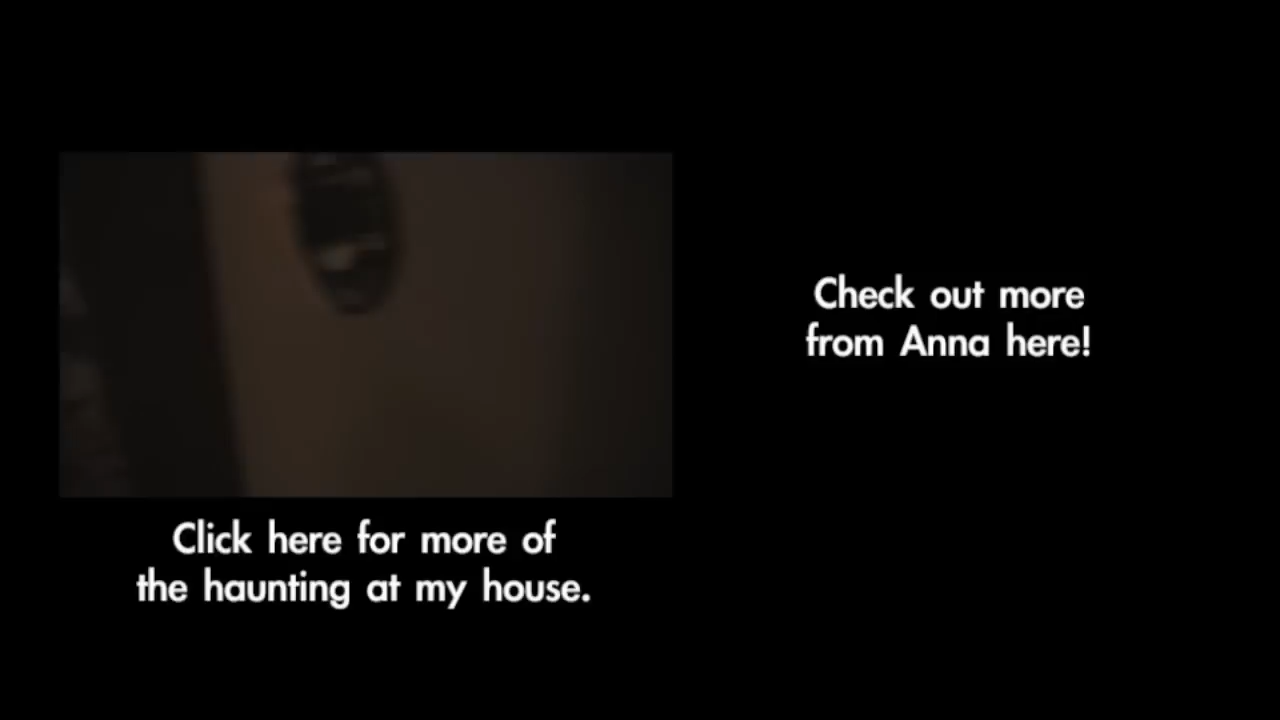 Check out more
from Anna here!
Click here for more of
the haunting at my house.